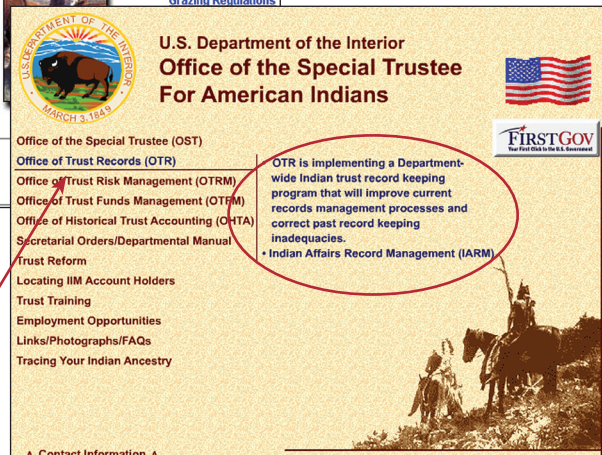 Grazing Regulations
U.S. DEPARTMENT OF THE INTERIOR
MARCH 3, 1849
U.S. Department of the Interior
Office of the Special Trustee
For American Indians
FIRSTGOV
Your First Click to the U.S. Government
Office of the Special Trustee (OST)
Office of Trust Records (OTR)
Office of Trust Risk Management (OTRM)
Office of Trust Funds Management (OTFM)
Office of Historical Trust Accounting (OHTA)
Secretarial Orders/Departmental Manual
Trust Reform
Locating IIM Account Holders
Trust Training
Employment Opportunities
Links/Photographs/FAQs
Tracing Your Indian Ancestry
OTR is implementing a Department-
wide Indian trust record keeping
program that will improve current
records management processes and
correct past record keeping
inadequacies.
• Indian Affairs Record Management (IARM)
Contact Information